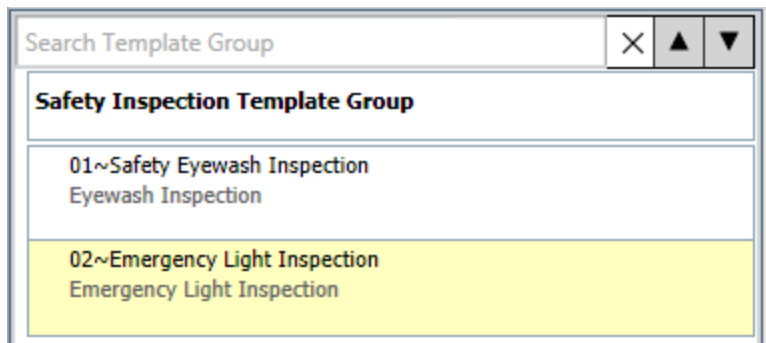 Search Template Group
Safety Inspection Template Group
01~Safety Eyewash Inspection
Eyewash Inspection
02~Emergency Light Inspection
Emergency Light Inspection